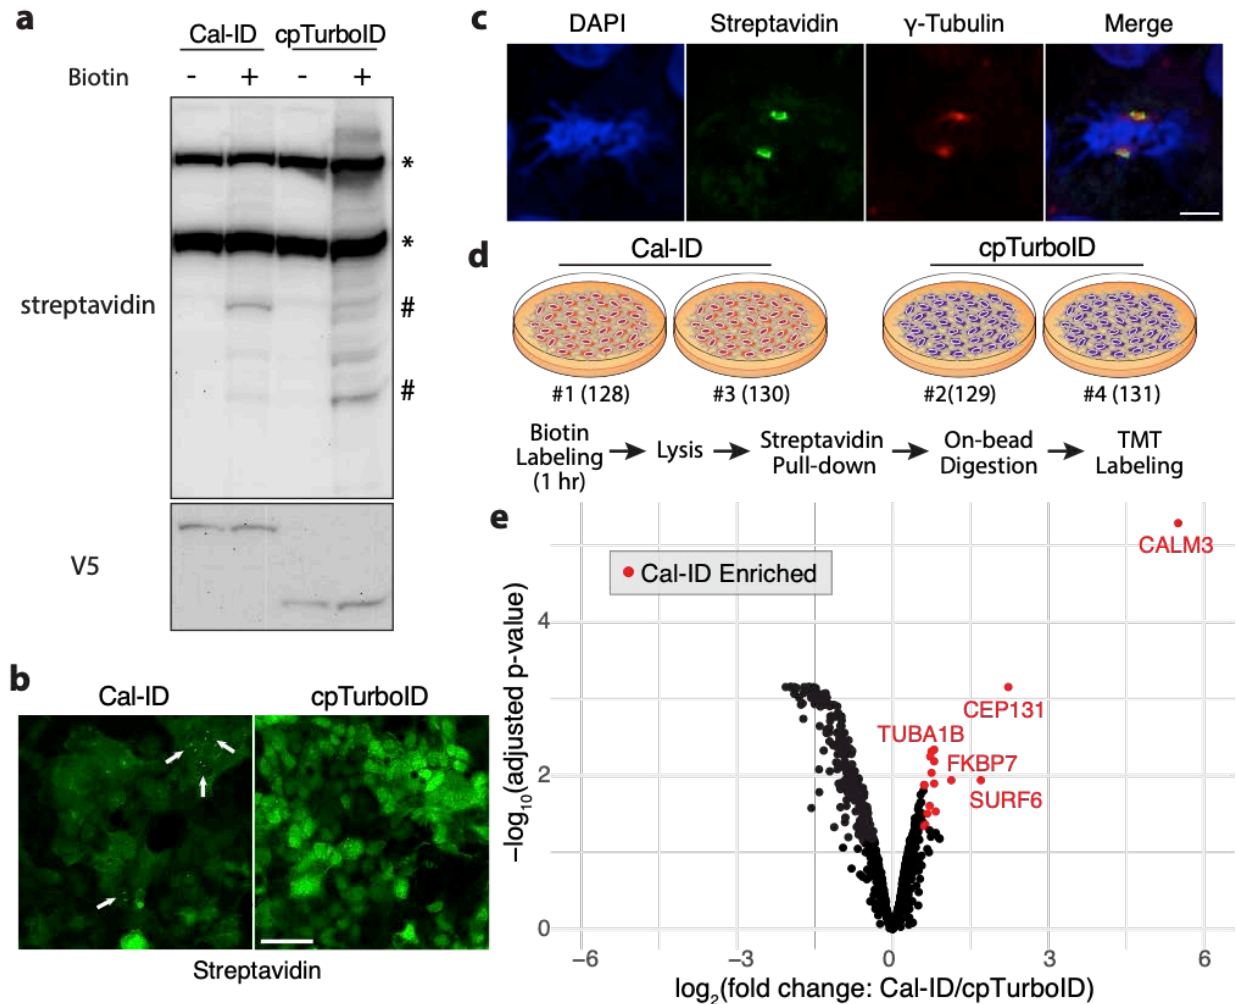 a
Cal-ID cpTurboID
Biotin - + - +
*
*
streptavidin #
#
V5
b
Cal-ID cpTurboID
Streptavidin
c
DAPI Streptavidin γ-Tubulin Merge
d
Cal-ID cpTurboID
#1 (128) #3 (130) #2(129) #4 (131)
Biotin
Labeling
(1 hr)
Lysis
Streptavidin
Pull-down
On-bead
Digestion
TMT
Labeling
e
Cal-ID Enriched
CALM3
CEP131
TUBA1B
FKBP7
SURF6
4
2
0
−log10(adjusted p-value)
−6 −3 0 3 6
log2(fold change: Cal-ID/cpTurboID)